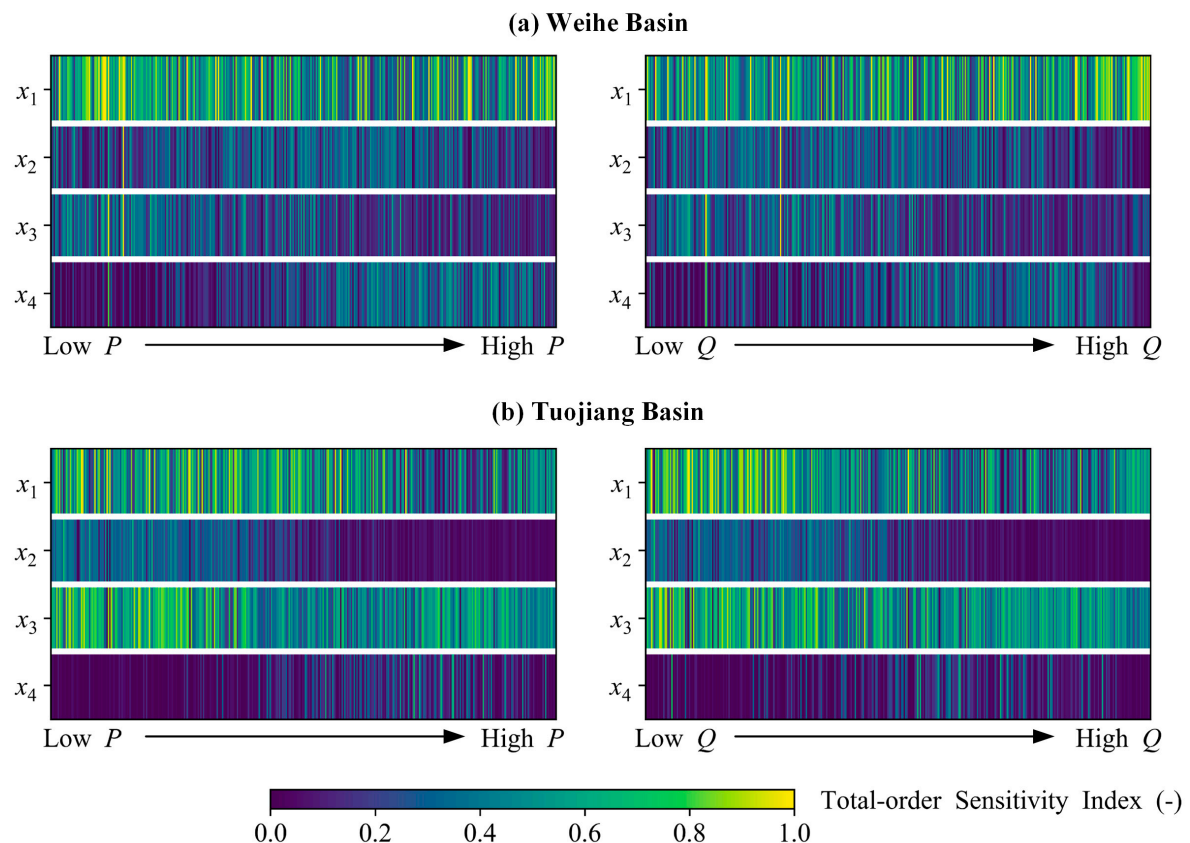 (a) Weihe Basin
x1
x2
x3
x4
Low P
High P
x1
x2
x3
x4
Low Q
High Q
(b) Tuojiang Basin
x1
x2
x3
x4
Low P
High P
x1
x2
x3
x4
Low Q
High Q
Total-order Sensitivity Index (-)
0.0 0.2 0.4 0.6 0.8 1.0